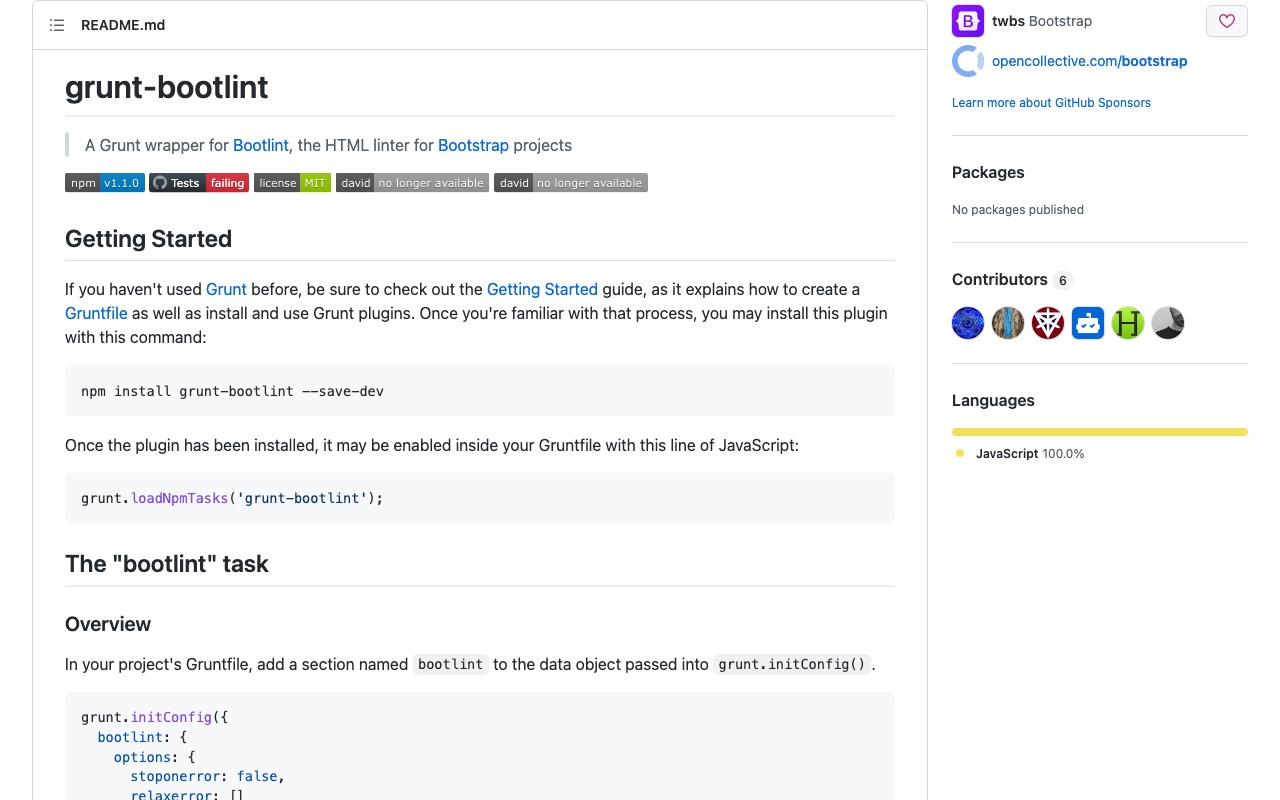 README.md
grunt-bootlint
A Grunt wrapper for Bootlint, the HTML linter for Bootstrap projects
npm v1.1.0 Tests failing license MIT david no longer available david no longer available
Getting Started
If you haven't used Grunt before, be sure to check out the Getting Started guide, as it explains how to create a
Gruntfile as well as install and use Grunt plugins. Once you're familiar with that process, you may install this plugin
with this command:
npm install grunt-bootlint --save-dev
Once the plugin has been installed, it may be enabled inside your Gruntfile with this line of JavaScript:
grunt.loadNpmTasks('grunt-bootlint');
The "bootlint" task
Overview
In your project's Gruntfile, add a section named bootlint to the data object passed into grunt.initConfig().
grunt.initConfig({
  bootlint: {
    options: {
      stoponerror: false,
      relaxerror: []
B twbs Bootstrap
opencollective.com/bootstrap
Learn more about GitHub Sponsors
Packages
No packages published
Contributors 6
H
Languages
JavaScript 100.0%